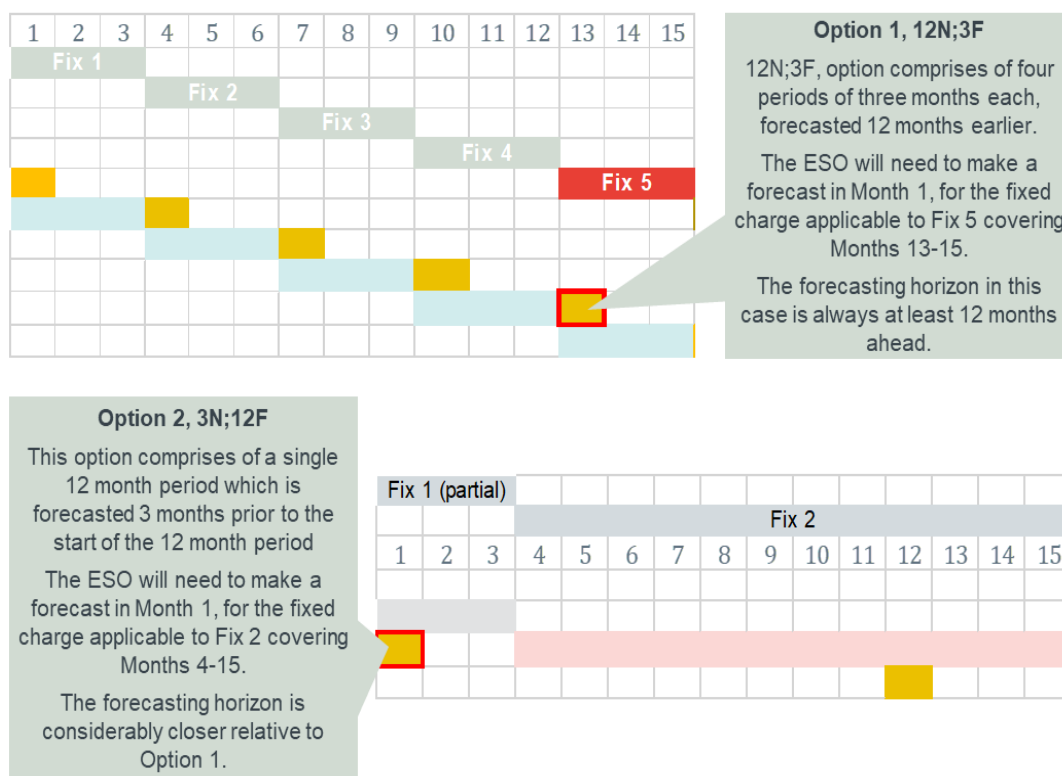 1 2 3 4 5 6 7 8 9 10 11 12 13 14 15
Fix 1
Fix 2
Fix 3
Fix 4
Fix 5
Option 1, 12N;3F
12N;3F, option comprises of four
periods of three months each,
forecasted 12 months earlier.
The ESO will need to make a
forecast in Month 1, for the fixed
charge applicable to Fix 5 covering
Months 13-15.
The forecasting horizon in this
case is always at least 12 months
ahead.
Option 2, 3N;12F
This option comprises of a single
12 month period which is
forecasted 3 months prior to the
start of the 12 month period
The ESO will need to make a
forecast in Month 1, for the fixed
charge applicable to Fix 2 covering
Months 4-15.
The forecasting horizon is
considerably closer relative to
Option 1.
Fix 1 (partial)
Fix 2
1 2 3 4 5 6 7 8 9 10 11 12 13 14 15